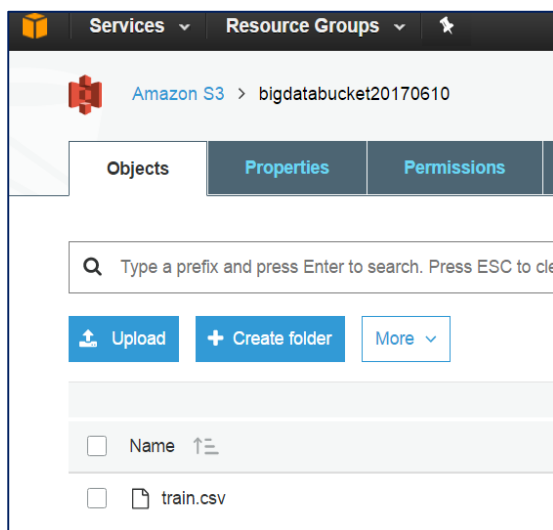 Services Resource Groups
Amazon S3 > bigdatabucket20170610
Objects Properties Permissions
Type a prefix and press Enter to search. Press ESC to cle
Upload + Create folder More
Name
train.csv